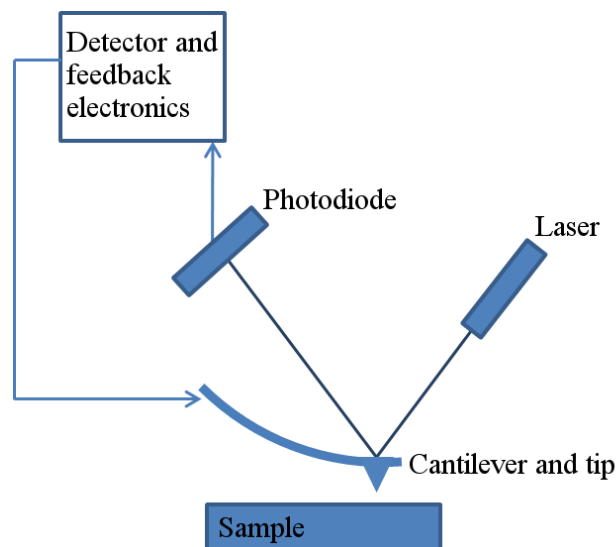 Detector and
feedback
electronics
Photodiode
Laser
Cantilever and tip
Sample